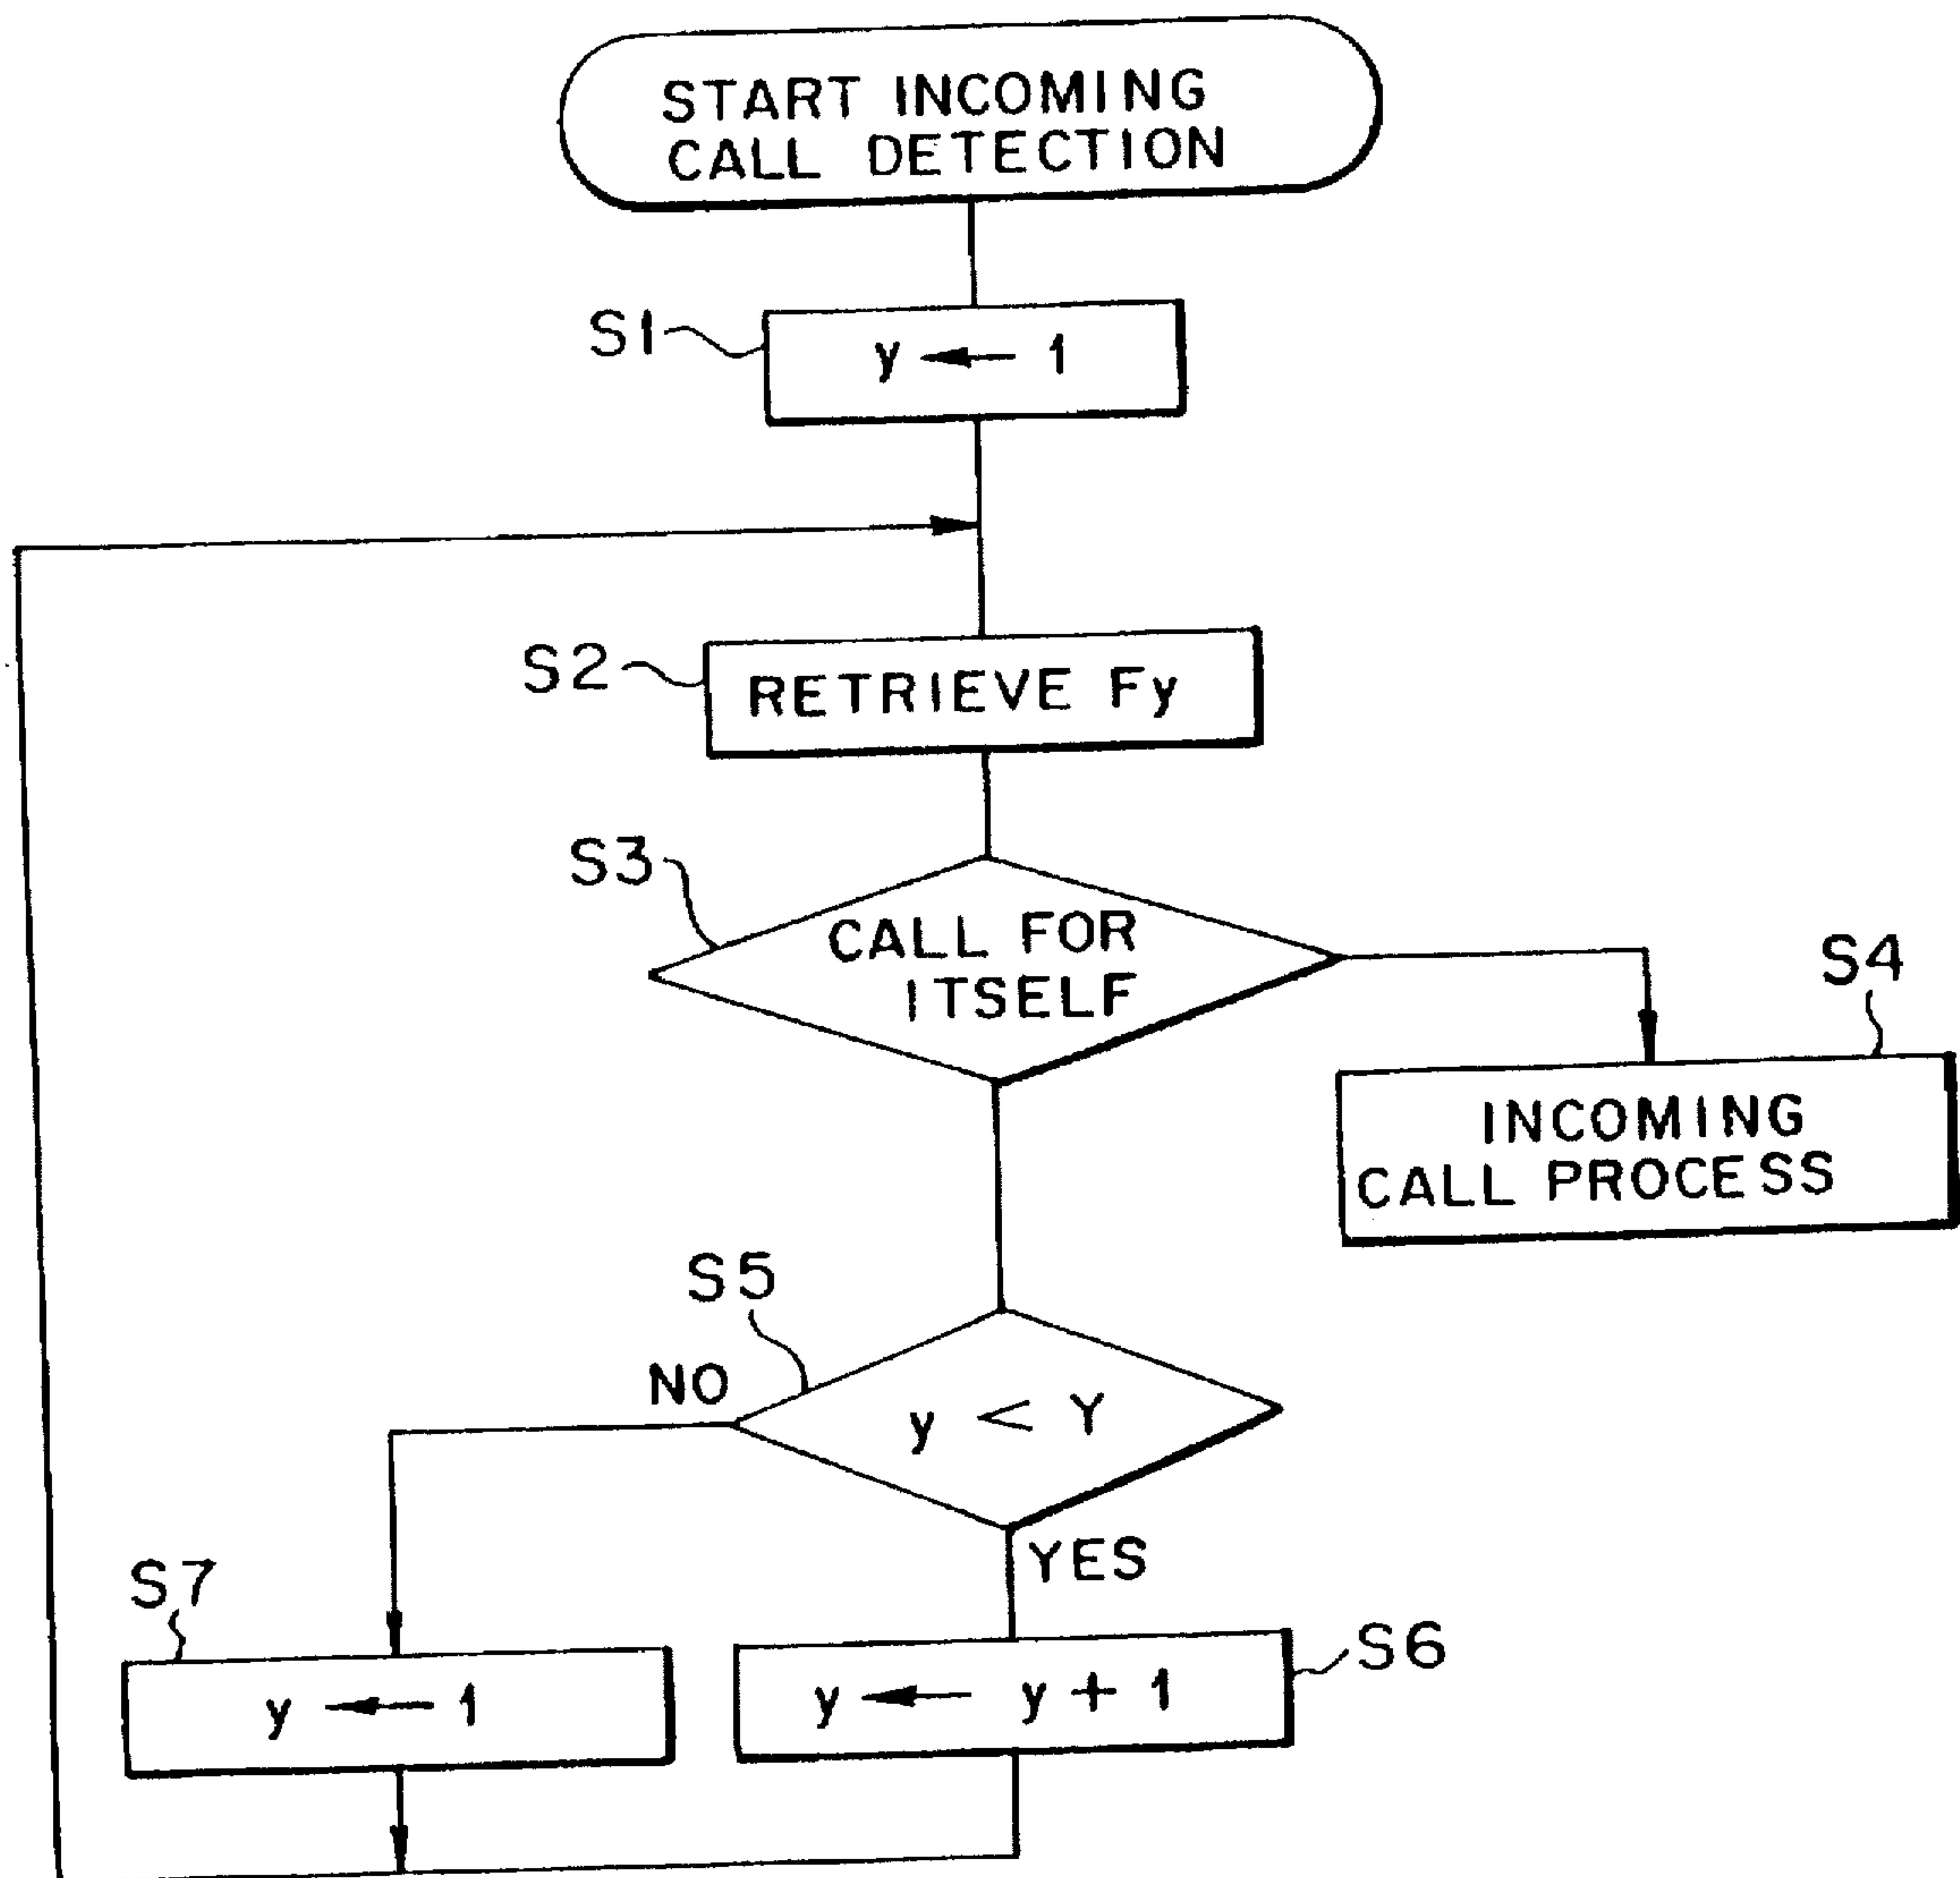 START INCOMING
CALL DETECTION
S1
y ← 1
S2
RETRIEVE Fy
S3
CALL FOR
ITSELF
S4
INCOMING
CALL PROCESS
S5
NO
y < Y
YES
S7
y ← 1
S6
y ← y + 1